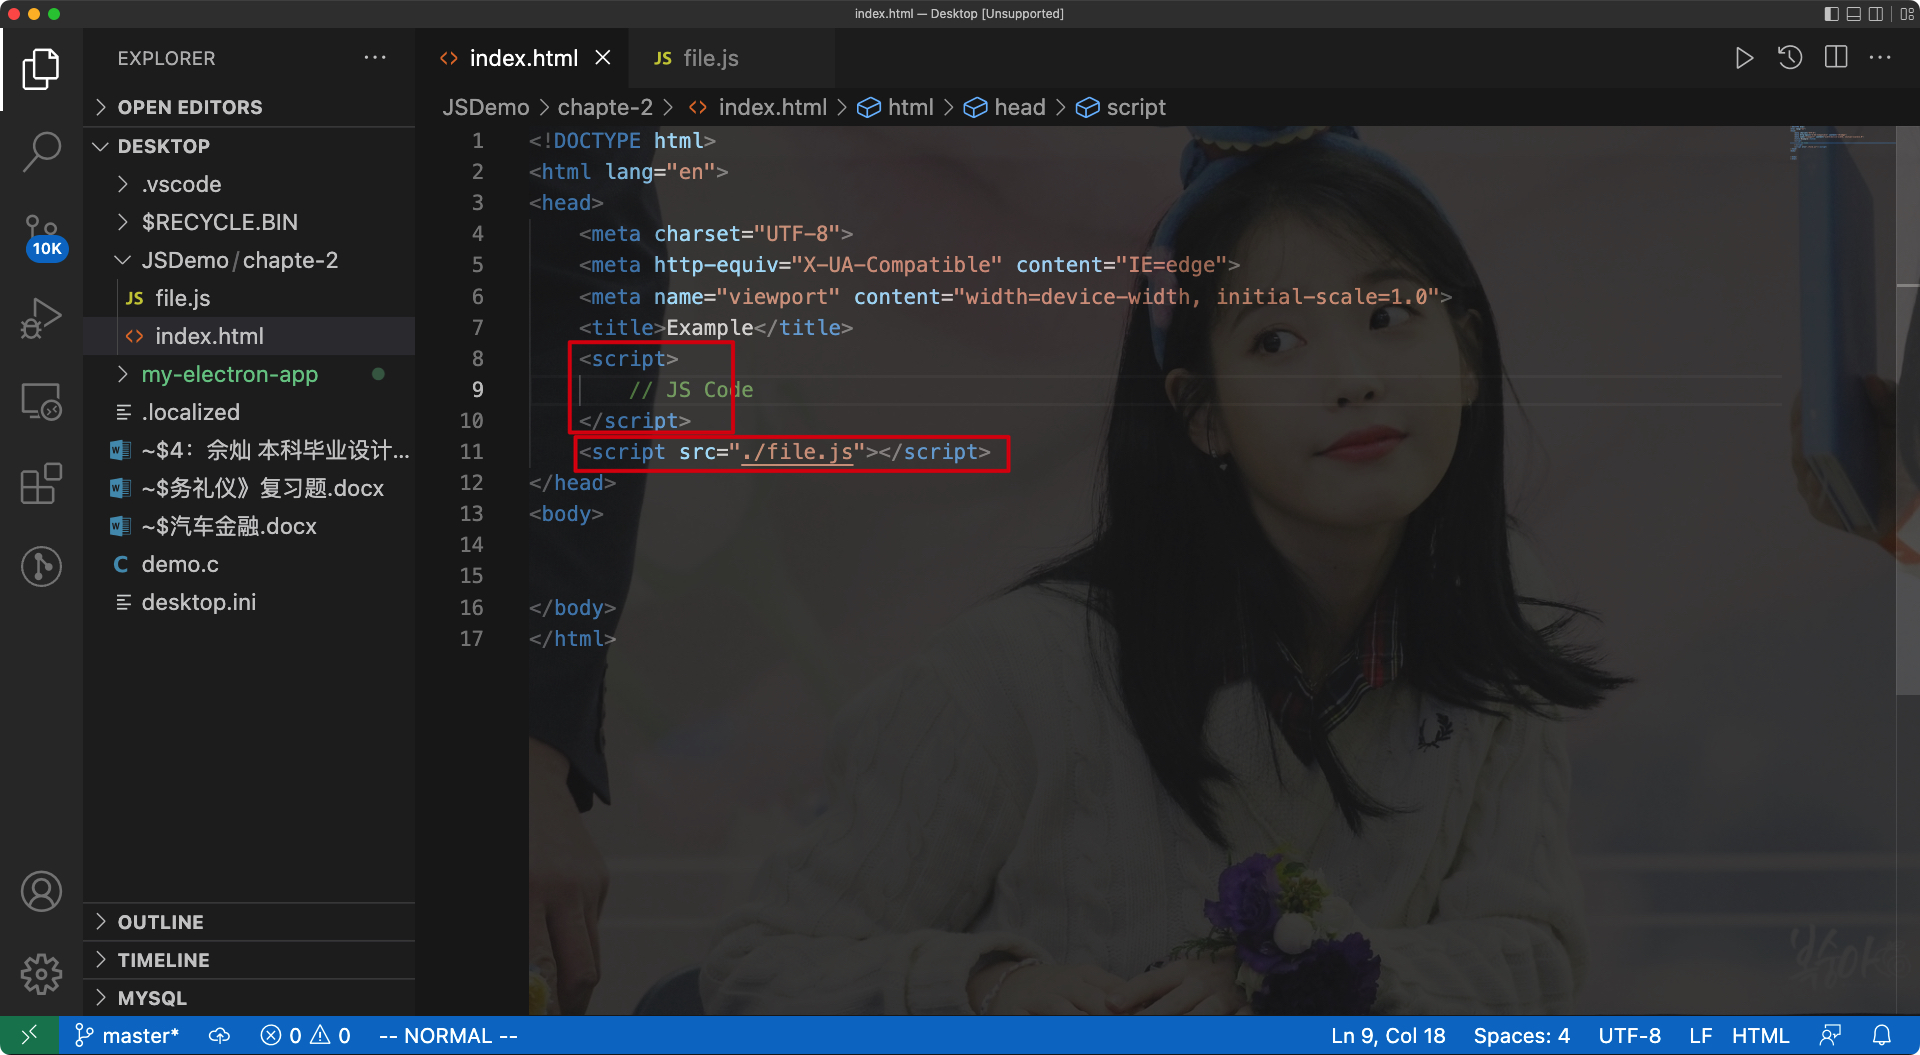 index.html — Desktop [Unsupported]
EXPLORER
OPEN EDITORS
DESKTOP
.vscode
$RECYCLE.BIN
JSDemo/chapte-2
JS file.js
<> index.html
my-electron-app
.localized
~$4：佘灿 本科毕业设计...
~$务礼仪》复习题.docx
~$汽车金融.docx
C demo.c
desktop.ini
OUTLINE
TIMELINE
MYSQL
10K
<> index.html
JS file.js
JSDemo > chapte-2 > <> index.html > html > head > script
1 <!DOCTYPE html>
2 <html lang="en">
3 <head>
4 <meta charset="UTF-8">
5 <meta http-equiv="X-UA-Compatible" content="IE=edge">
6 <meta name="viewport" content="width=device-width, initial-scale=1.0">
7 <title>Example</title>
8 <script>
9 // JS Code
10 </script>
11 <script src="./file.js"></script>
12 </head>
13 <body>
14
15
16 </body>
17 </html>
master* 0 0 -- NORMAL --
Ln 9, Col 18 Spaces: 4 UTF-8 LF HTML